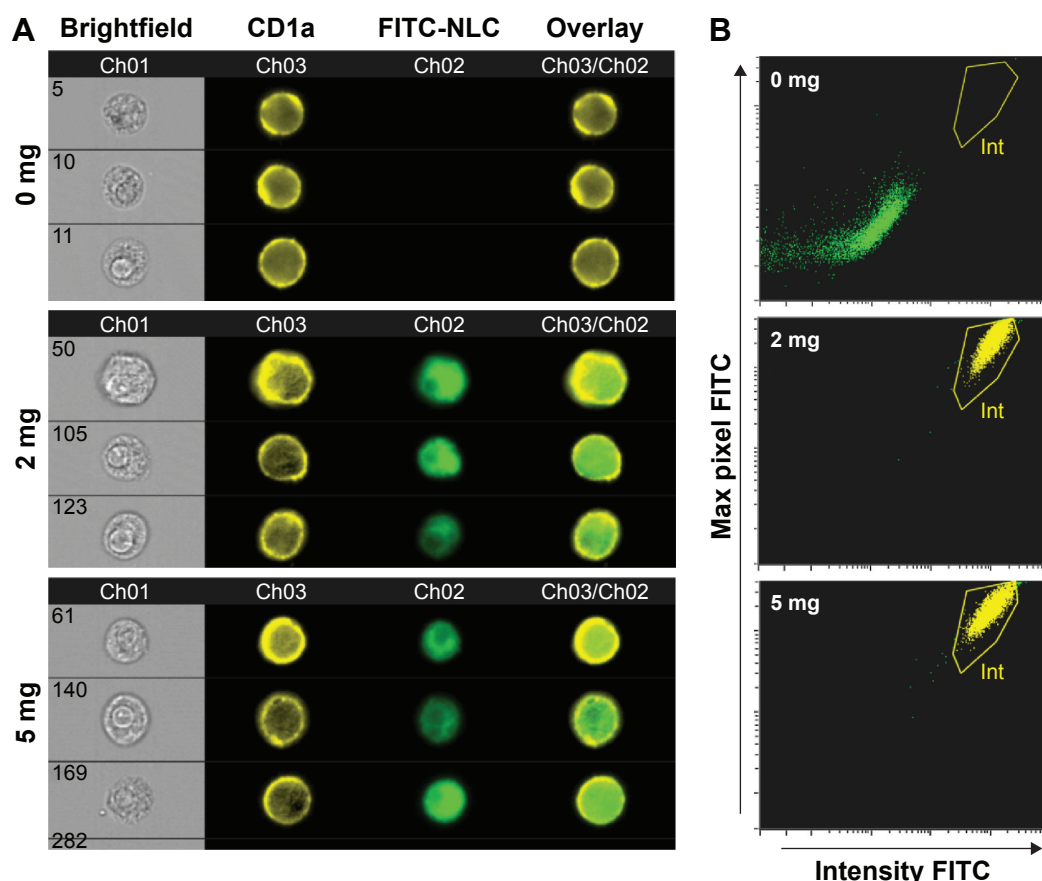 A
Brightfield CD1a FITC-NLC Overlay
Ch01 Ch03 Ch02 Ch03/Ch02
0 mg
5
10
11
Ch01 Ch03 Ch02 Ch03/Ch02
2 mg
50
105
123
Ch01 Ch03 Ch02 Ch03/Ch02
5 mg
61
140
169
282
B
Max pixel FITC
0 mg
Int
2 mg
Int
5 mg
Int
Intensity FITC